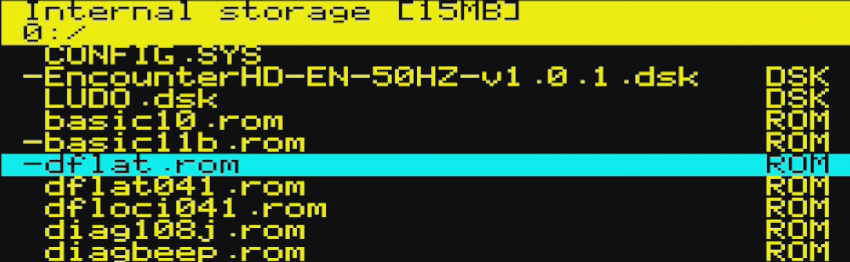 Internal storage [15MB]
0:/
CONFIG.SYS
-EncounterHD-EN-50HZ-v1.0.1.dsk DSK
LUDO.dsk DSK
basic10.rom ROM
-basic11b.rom ROM
-dflat.rom ROM
dflat041.rom ROM
dfloci041.rom ROM
diag108j.rom ROM
diagbeep.rom ROM